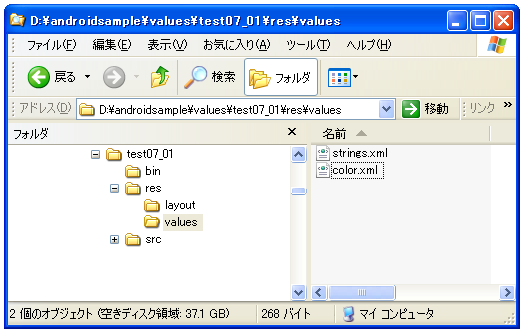 D:¥androidsample¥values¥test07_01¥res¥values
ファイル(F) 編集(E) 表示(V) お気に入り(A) ツール(T) ヘルプ(H)
戻る 検索 フォルダ
アドレス(D) D:¥androidsample¥values¥test07_01¥res¥values 移動 リンク »
フォルダ × 名前
test07_01
bin
res
layout
values
src
strings.xml
color.xml
2 個のオブジェクト (空きディスク領域: 37.1 GB) 268 バイト マイ コンピュータ